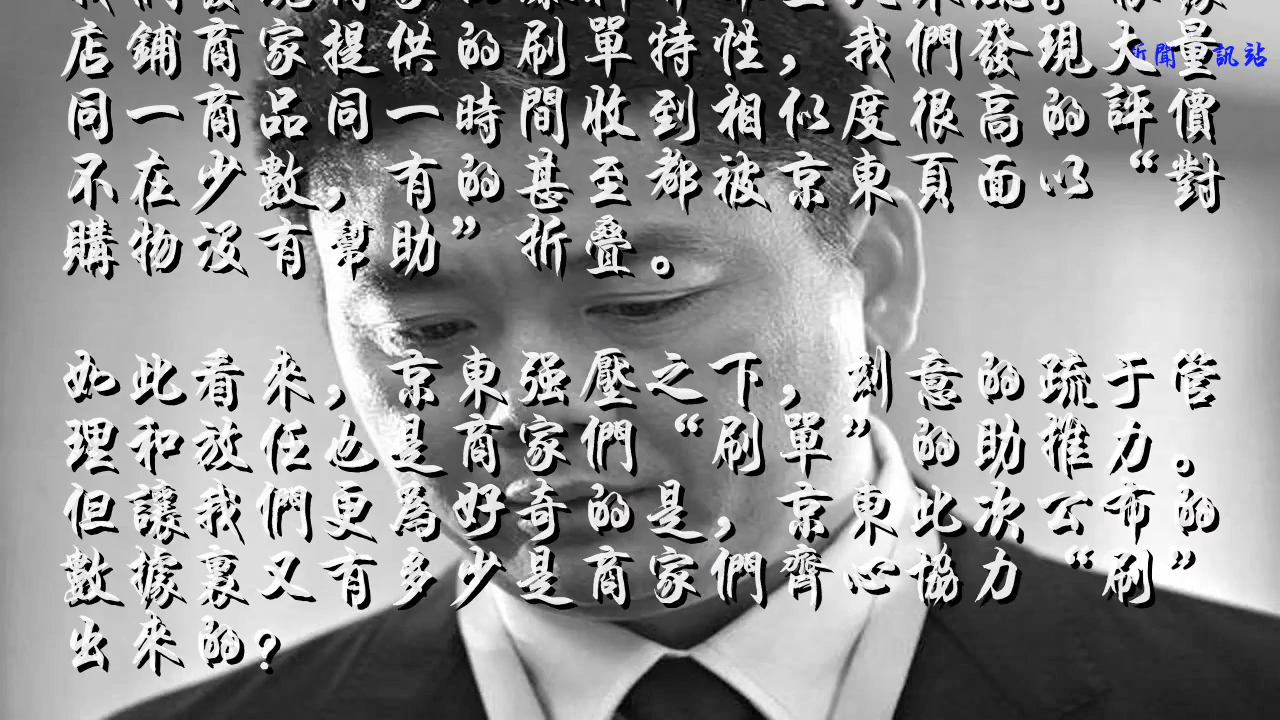 店鋪商家提供的刷單特性，我們發現大量
同一商品同一時間收到相似度很高的評價
不在少數，有的甚至都被京東頁面以“對
購物沒有幫助”折疊。
如此看來，京東强壓之下，刻意的疏于管
理和放任也是商家們“刷單”的助推力。
但讓我們更為好奇的是，京東此次公布的
數據裏又有多少是商家們齊心協力“刷”
出來的？
聞 訊站